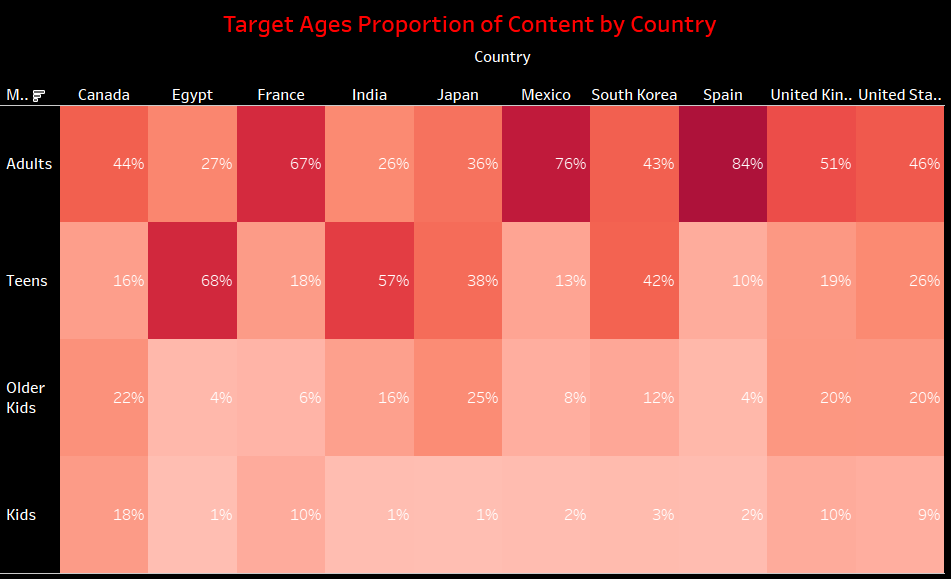 Target Ages Proportion of Content by Country
Country
M.. Canada Egypt France India Japan Mexico South Korea Spain United Kin.. United Sta..
Adults 44% 27% 67% 26% 36% 76% 43% 84% 51% 46%
Teens 16% 68% 18% 57% 38% 13% 42% 10% 19% 26%
Older
Kids 22% 4% 6% 16% 25% 8% 12% 4% 20% 20%
Kids 18% 1% 10% 1% 1% 2% 3% 2% 10% 9%